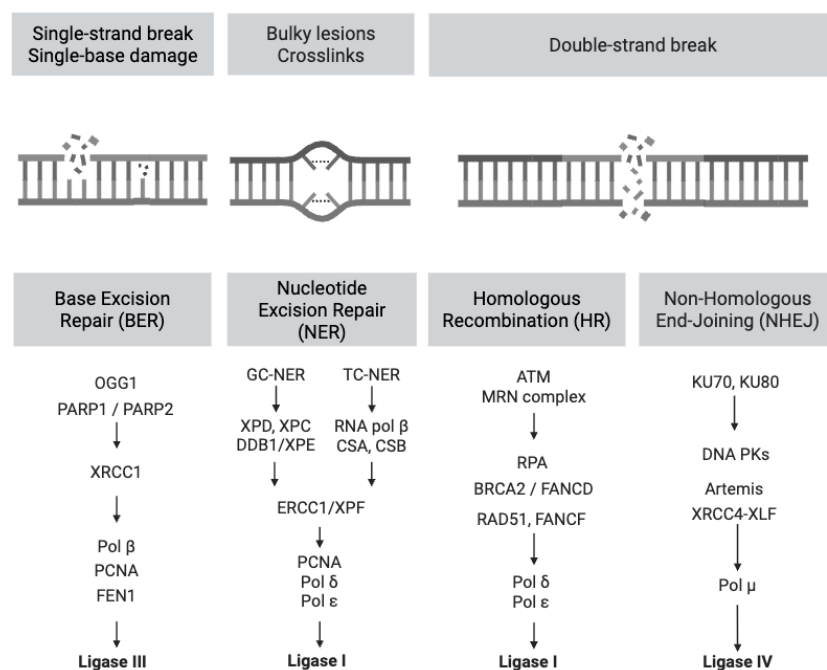 Single-strand break
Single-base damage
Bulky lesions
Crosslinks
Double-strand break
Base Excision
Repair (BER)
Nucleotide
Excision Repair
(NER)
Homologous
Recombination (HR)
Non-Homologous
End-Joining (NHEJ)
OGG1
PARP1 / PARP2
XRCC1
Pol β
PCNA
FEN1
Ligase III
GC-NER
TC-NER
XPD, XPC
DDB1/XPE
RNA pol β
CSA, CSB
ERCC1/XPF
PCNA
Pol δ
Pol ε
Ligase I
ATM
MRN complex
RPA
BRCA2 / FANCD
RAD51, FANCF
Pol δ
Pol ε
Ligase I
KU70, KU80
DNA PKs
Artemis
XRCC4-XLF
Pol μ
Ligase IV